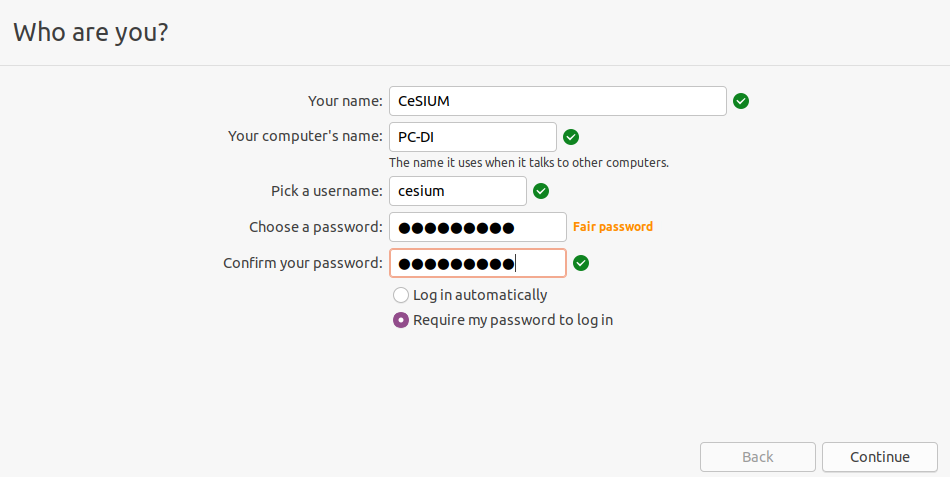 Who are you?
Your name: CeSIUM
Your computer's name: PC-DI
The name it uses when it talks to other computers.
Pick a username: cesium
Choose a password: ●●●●●●●●● Fair password
Confirm your password: ●●●●●●●●●
Log in automatically
Require my password to log in
Back Continue